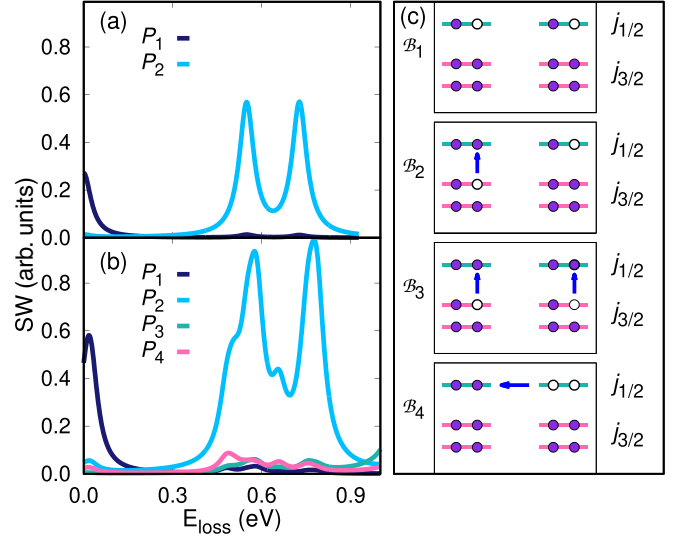 (a)
P1
P2
0.8
0.6
0.4
0.2
0.0
SW (arb. units)
(b)
P1
P2
P3
P4
0.8
0.6
0.4
0.2
0.0
0.0 0.3 0.6 0.9
Eloss (eV)
(c)
B1
j1/2
j3/2
B2
j1/2
j3/2
B3
j1/2
j3/2
B4
j1/2
j3/2